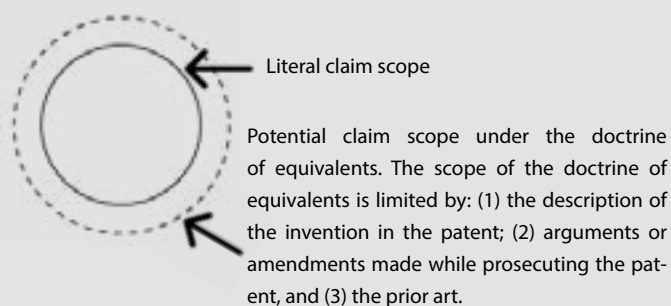 Literal claim scope
Potential claim scope under the doctrine
of equivalents. The scope of the doctrine of
equivalents is limited by: (1) the description of
the invention in the patent; (2) arguments or
amendments made while prosecuting the pat-
ent, and (3) the prior art.